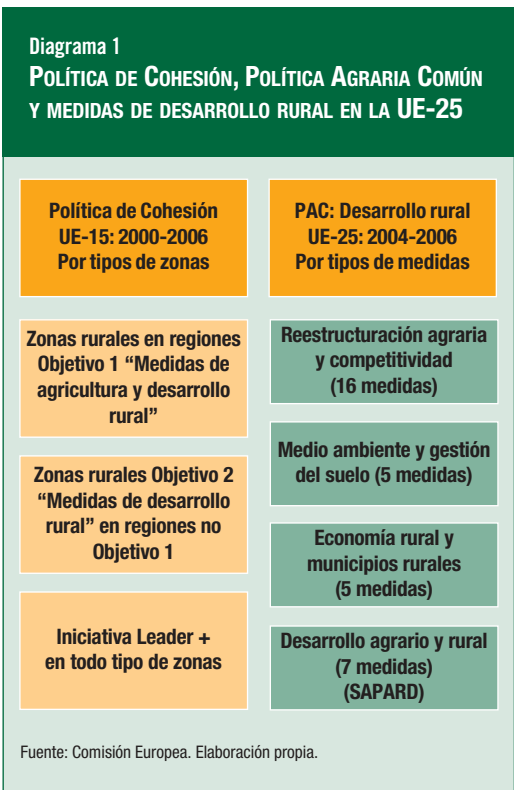 Diagrama 1
Política de Cohesión, Política Agraria Común
y medidas de desarrollo rural en la UE-25
Política de Cohesión
UE-15: 2000-2006
Por tipos de zonas
Zonas rurales en regiones
Objetivo 1 “Medidas de
agricultura y desarrollo
rural”
Zonas rurales Objetivo 2
“Medidas de desarrollo
rural” en regiones no
Objetivo 1
Iniciativa Leader +
en todo tipo de zonas
PAC: Desarrollo rural
UE-25: 2004-2006
Por tipos de medidas
Reestructuración agraria
y competitividad
(16 medidas)
Medio ambiente y gestión
del suelo (5 medidas)
Economía rural y
municipios rurales
(5 medidas)
Desarrollo agrario y rural
(7 medidas)
(SAPARD)
Fuente: Comisión Europea. Elaboración propia.